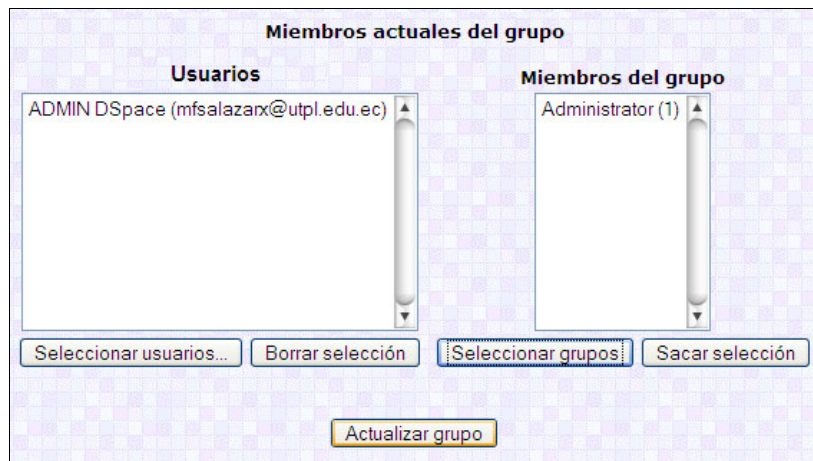 Miembros actuales del grupo
Usuarios
Miembros del grupo
ADMIN DSpace (mfsalazarx@utpl.edu.ec)
Administrator (1)
Seleccionar usuarios...
Borrar selección
Seleccionar grupos
Sacar selección
Actualizar grupo